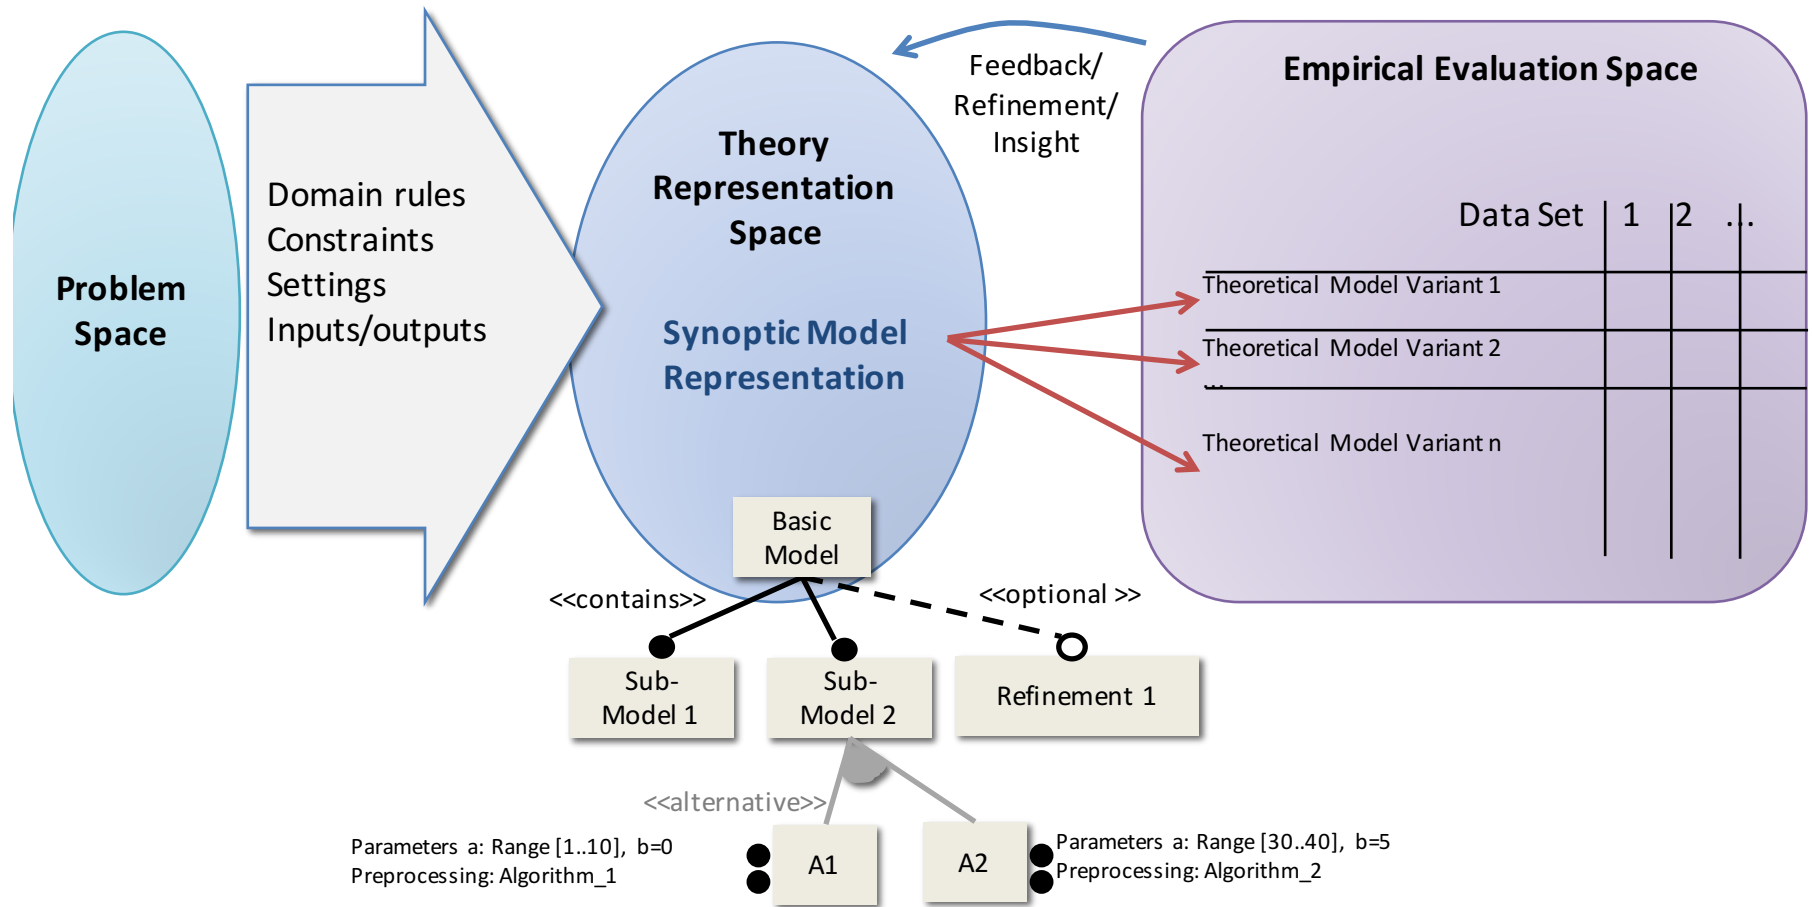 Problem
Space
Domain rules
Constraints
Settings
Inputs/outputs
Theory
Representation
Space
Synoptic Model
Representation
Feedback/
Refinement/
Insight
Empirical Evaluation Space
Data Set 1 2 ...
Theoretical Model Variant 1
Theoretical Model Variant 2
...
Theoretical Model Variant n
Basic
Model
<<contains>>
<<optional >>
Sub-
Model 1
Sub-
Model 2
Refinement 1
<<alternative>>
Parameters a: Range [1..10], b=0
Preprocessing: Algorithm_1
A1
A2
Parameters a: Range [30..40], b=5
Preprocessing: Algorithm_2